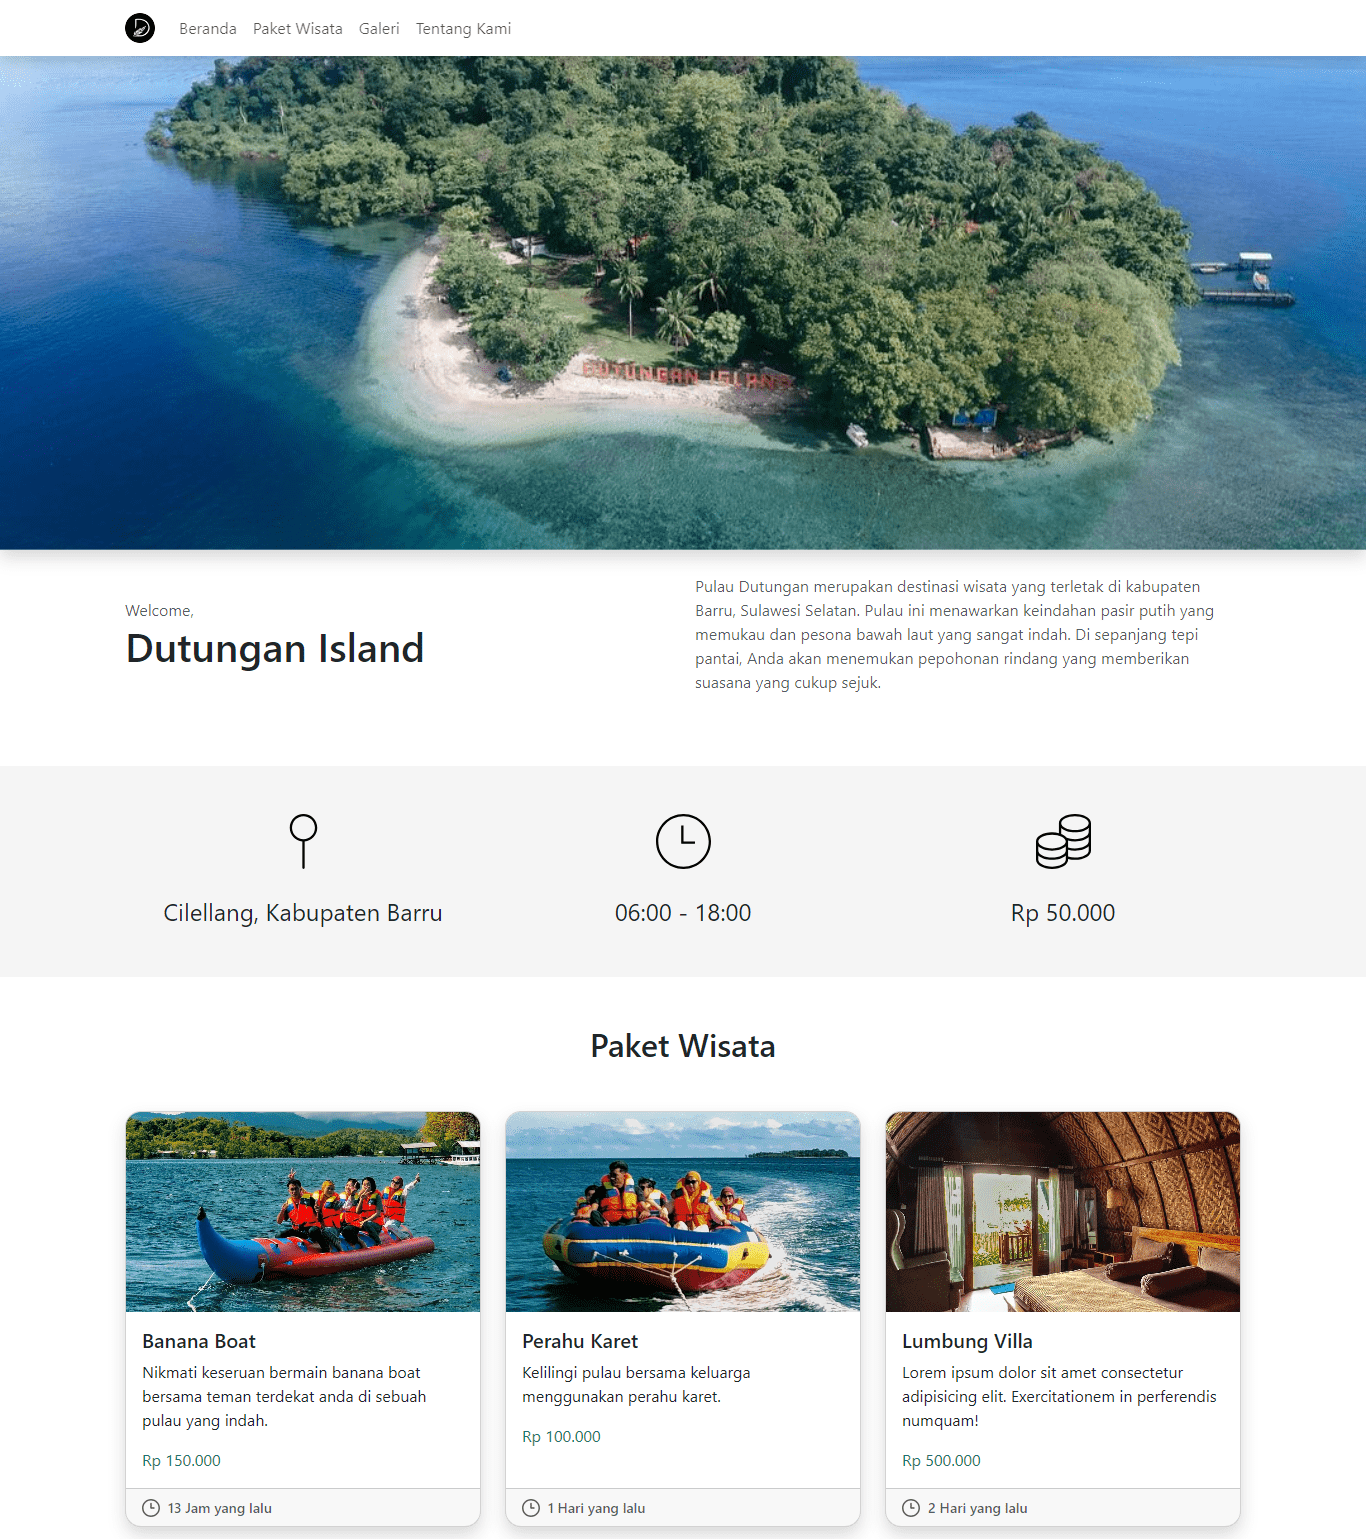 Beranda Paket Wisata Galeri Tentang Kami
DUTUNGAN ISLAND
Welcome,
Dutungan Island
Pulau Dutungan merupakan destinasi wisata yang terletak di kabupaten
Barru, Sulawesi Selatan. Pulau ini menawarkan keindahan pasir putih yang
memukau dan pesona bawah laut yang sangat indah. Di sepanjang tepi
pantai, Anda akan menemukan pepohonan rindang yang memberikan
suasana yang cukup sejuk.
Cilellang, Kabupaten Barru
06:00 - 18:00
Rp 50.000
Paket Wisata
Banana Boat
Nikmati keseruan bermain banana boat
bersama teman terdekat anda di sebuah
pulau yang indah.
Rp 150.000
13 Jam yang lalu
Perahu Karet
Kelilingi pulau bersama keluarga
menggunakan perahu karet.
Rp 100.000
1 Hari yang lalu
Lumbung Villa
Lorem ipsum dolor sit amet consectetur
adipisicing elit. Exercitationem in perferendis
numquam!
Rp 500.000
2 Hari yang lalu